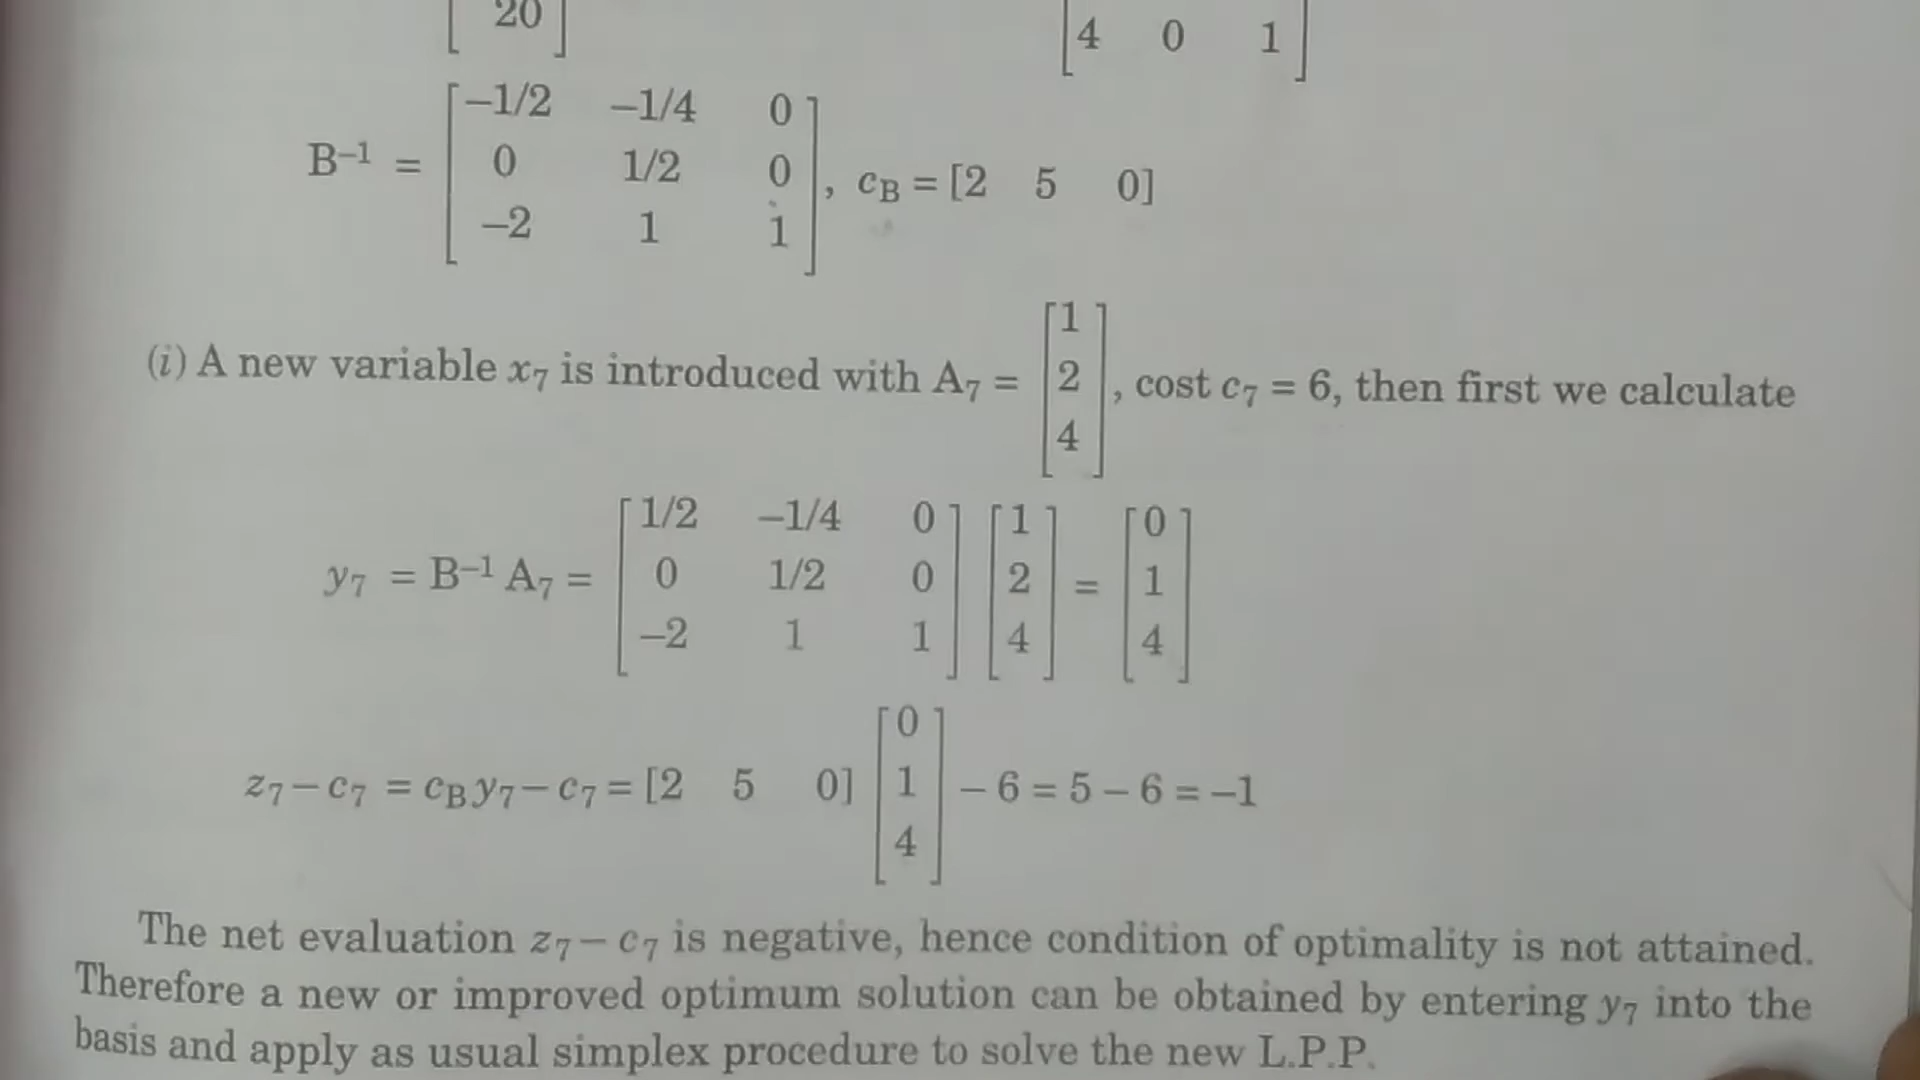 20
4 0 1
−1/2 −1/4 0
B−1 = 0 1/2 0 , cB = [2 5 0]
−2 1 1
1
(i) A new variable x7 is introduced with A7 = 2 , cost c7 = 6, then first we calculate
4
1/2 −1/4 0 1 0
y7 = B−1 A7 = 0 1/2 0 2 = 1
−2 1 1 4 4
0
z7 − c7 = cB y7 − c7 = [2 5 0] 1 − 6 = 5 − 6 = −1
4
The net evaluation z7 − c7 is negative, hence condition of optimality is not attained.
Therefore a new or improved optimum solution can be obtained by entering y7 into the
basis and apply as usual simplex procedure to solve the new L.P.P.